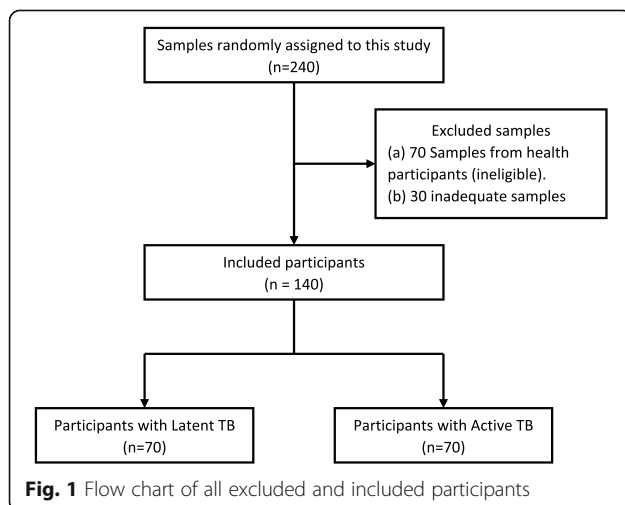 Samples randomly assigned to this study
(n=240)
Excluded samples
(a) 70 Samples from health
participants (ineligible).
(b) 30 inadequate samples
Included participants
(n = 140)
Participants with Latent TB
(n=70)
Participants with Active TB
(n=70)
Fig. 1 Flow chart of all excluded and included participants